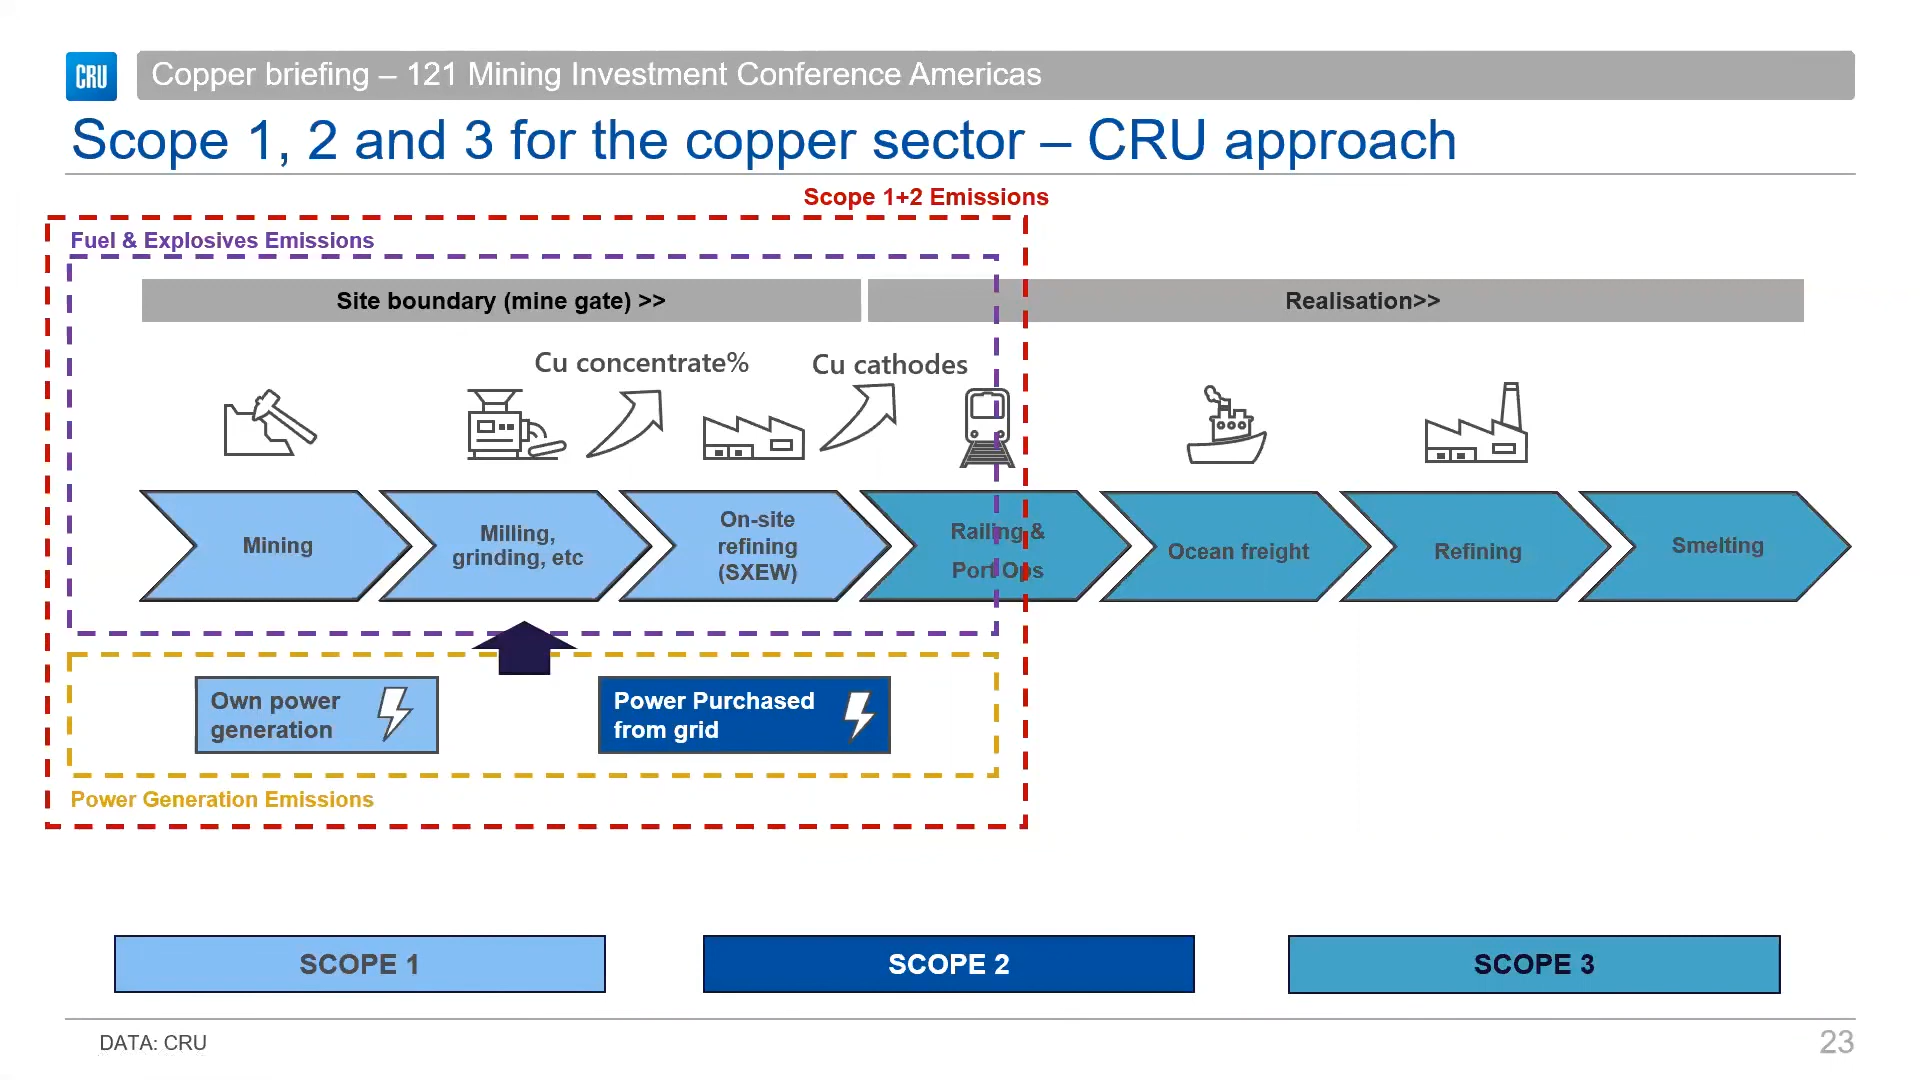 CRU
Copper briefing – 121 Mining Investment Conference Americas
Scope 1, 2 and 3 for the copper sector – CRU approach
Scope 1+2 Emissions
Fuel & Explosives Emissions
Site boundary (mine gate) >>
Realisation>>
Cu concentrate%
Cu cathodes
Mining
Milling,
grinding, etc
On-site
refining
(SXEW)
Railing &
Port Ops
Ocean freight
Refining
Smelting
Own power
generation
Power Purchased
from grid
Power Generation Emissions
SCOPE 1
SCOPE 2
SCOPE 3
DATA: CRU
23